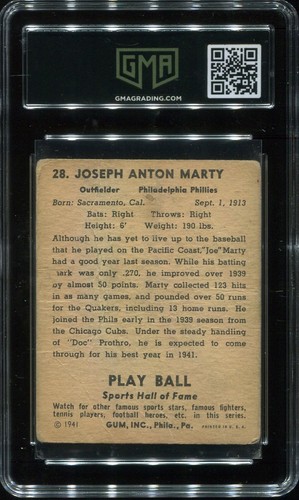 GMA
GMAGRADING.COM
28. JOSEPH ANTON MARTY
Outfielder Philadelphia Phillies
Born: Sacramento, Cal. Sept. 1, 1913
Bats: Right Throws: Right
Height: 6' Weight: 190 lbs.
Although he has yet to live up to the baseball
that he played on the Pacific Coast, "Joe" Marty
had a good year last season. While his batting
mark was only .270, he improved over 1939
by almost 50 points. Marty collected 123 hits
in as many games, and pounded over 50 runs
for the Quakers, including 13 home runs. He
joined the Phils early in the 1939 season from
the Chicago Cubs. Under the steady handling
of "Doc" Prothro, he is expected to come
through for his best year in 1941.
PLAY BALL
Sports Hall of Fame
Watch for other famous sports stars, famous fighters,
tennis players, football heroes, etc. in this series.
© 1941 GUM, INC., Phila., Pa. PRINTED IN U. S. A.